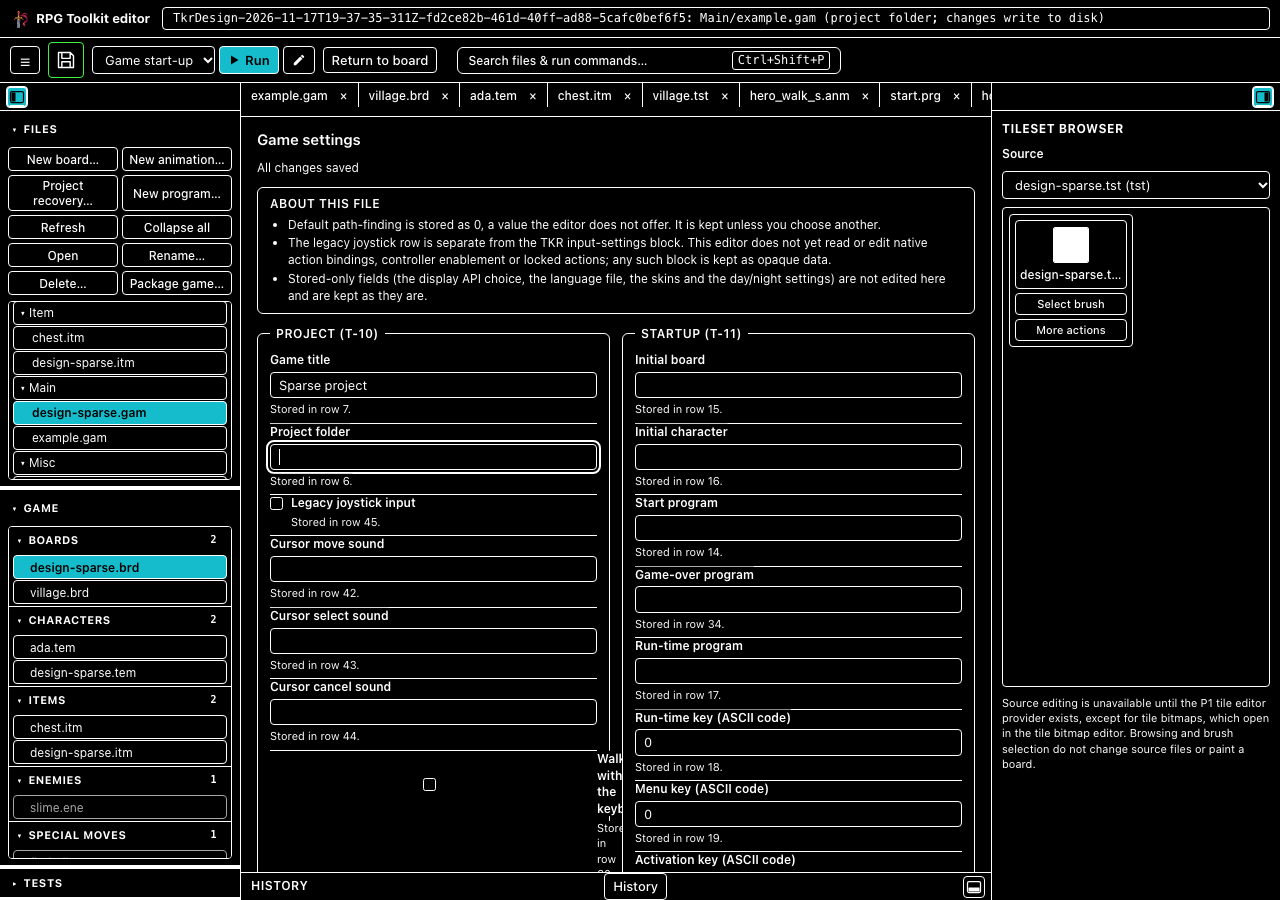 RPG Toolkit editor
TkrDesign-2026-11-17T19-37-35-311Z-fd2ce82b-461d-40ff-ad88-5cafc0bef6f5: Main/example.gam (project folder; changes write to disk)
Game start-up
Run
Return to board
Search files & run commands...
Ctrl+Shift+P
example.gam ×
village.brd ×
ada.tem ×
chest.itm ×
village.tst ×
hero_walk_s.anm ×
start.prg ×
FILES
New board...
New animation...
Project recovery...
New program...
Refresh
Collapse all
Open
Rename...
Delete...
Package game...
Item
chest.itm
design-sparse.itm
Main
design-sparse.gam
example.gam
Misc
GAME
BOARDS 2
design-sparse.brd
village.brd
CHARACTERS 2
ada.tem
design-sparse.tem
ITEMS 2
chest.itm
design-sparse.itm
ENEMIES 1
slime.ene
SPECIAL MOVES 1
TESTS
Game settings
All changes saved
ABOUT THIS FILE
• Default path-finding is stored as 0, a value the editor does not offer. It is kept unless you choose another.
• The legacy joystick row is separate from the TKR input-settings block. This editor does not yet read or edit native
action bindings, controller enablement or locked actions; any such block is kept as opaque data.
• Stored-only fields (the display API choice, the language file, the skins and the day/night settings) are not edited here
and are kept as they are.
PROJECT (T-10)
Game title
Sparse project
Stored in row 7.
Project folder
Stored in row 6.
Legacy joystick input
Stored in row 45.
Cursor move sound
Stored in row 42.
Cursor select sound
Stored in row 43.
Cursor cancel sound
Stored in row 44.
Walk
with
the
in
row
STARTUP (T-11)
Initial board
Stored in row 15.
Initial character
Stored in row 16.
Start program
Stored in row 14.
Game-over program
Stored in row 34.
Run-time program
Stored in row 17.
Run-time key (ASCII code)
0
Stored in row 18.
Menu key (ASCII code)
0
Stored in row 19.
Activation key (ASCII code)
HISTORY
History
TILESET BROWSER
Source
design-sparse.tst (tst)
design-sparse.t...
Select brush
More actions
Source editing is unavailable until the P1 tile editor
provider exists, except for tile bitmaps, which open
in the tile bitmap editor. Browsing and brush
selection do not change source files or paint a
board.